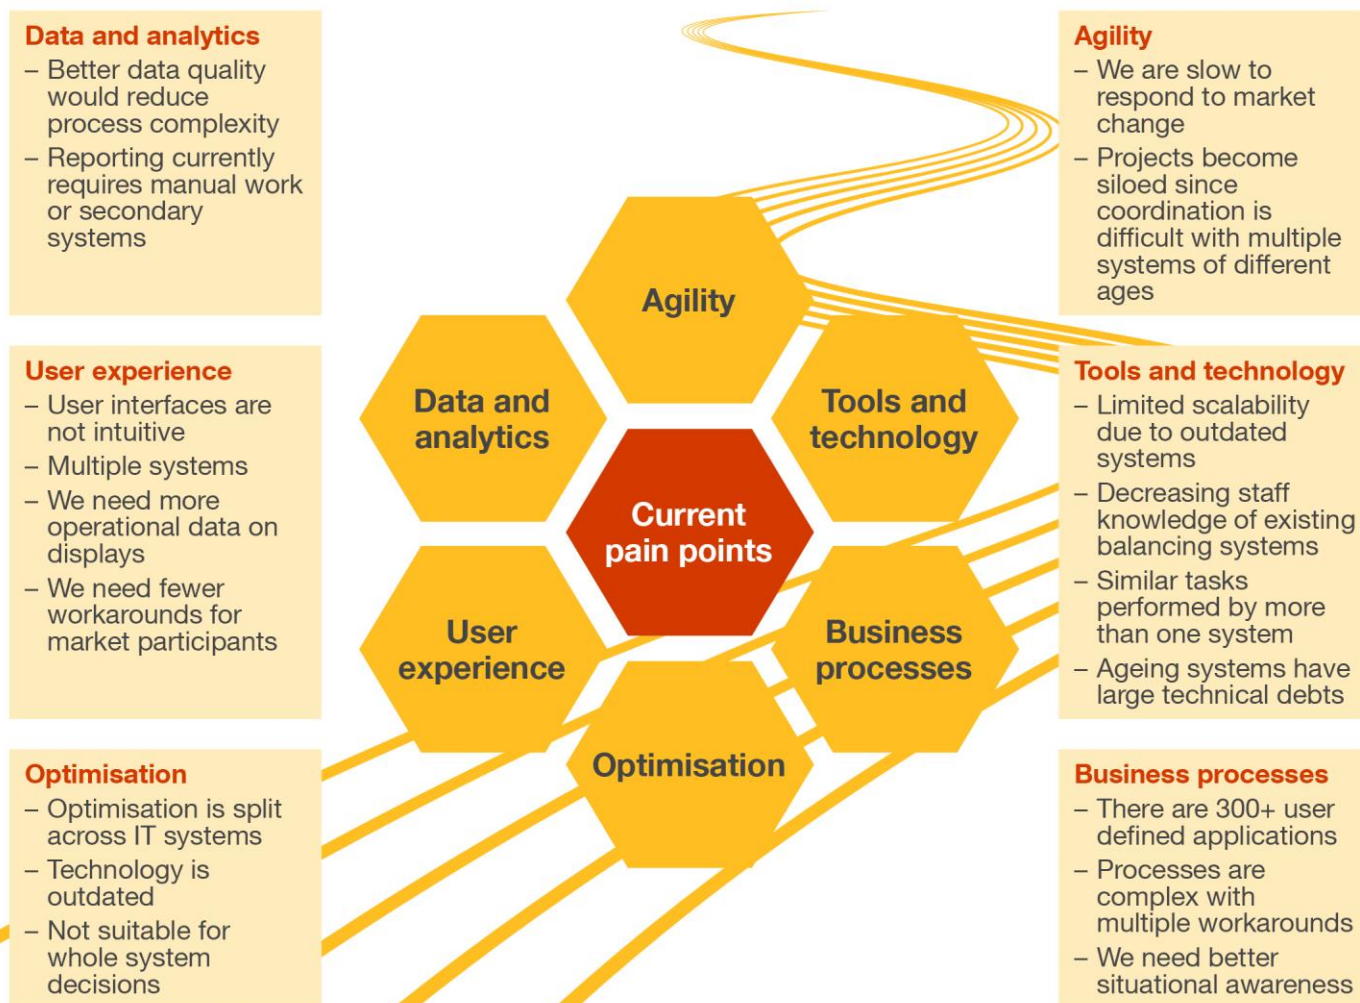 Data and analytics
– Better data quality
would reduce
process complexity
– Reporting currently
requires manual work
or secondary
systems
User experience
– User interfaces are
not intuitive
– Multiple systems
– We need more
operational data on
displays
– We need fewer
workarounds for
market participants
Optimisation
– Optimisation is split
across IT systems
– Technology is
outdated
– Not suitable for
whole system
decisions
Agility
Data and
analytics
Tools and
technology
Current
pain points
User
experience
Business
processes
Optimisation
Agility
– We are slow to
respond to market
change
– Projects become
siloed since
coordination is
difficult with multiple
systems of different
ages
Tools and technology
– Limited scalability
due to outdated
systems
– Decreasing staff
knowledge of existing
balancing systems
– Similar tasks
performed by more
than one system
– Ageing systems have
large technical debts
Business processes
– There are 300+ user
defined applications
– Processes are
complex with
multiple workarounds
– We need better
situational awareness